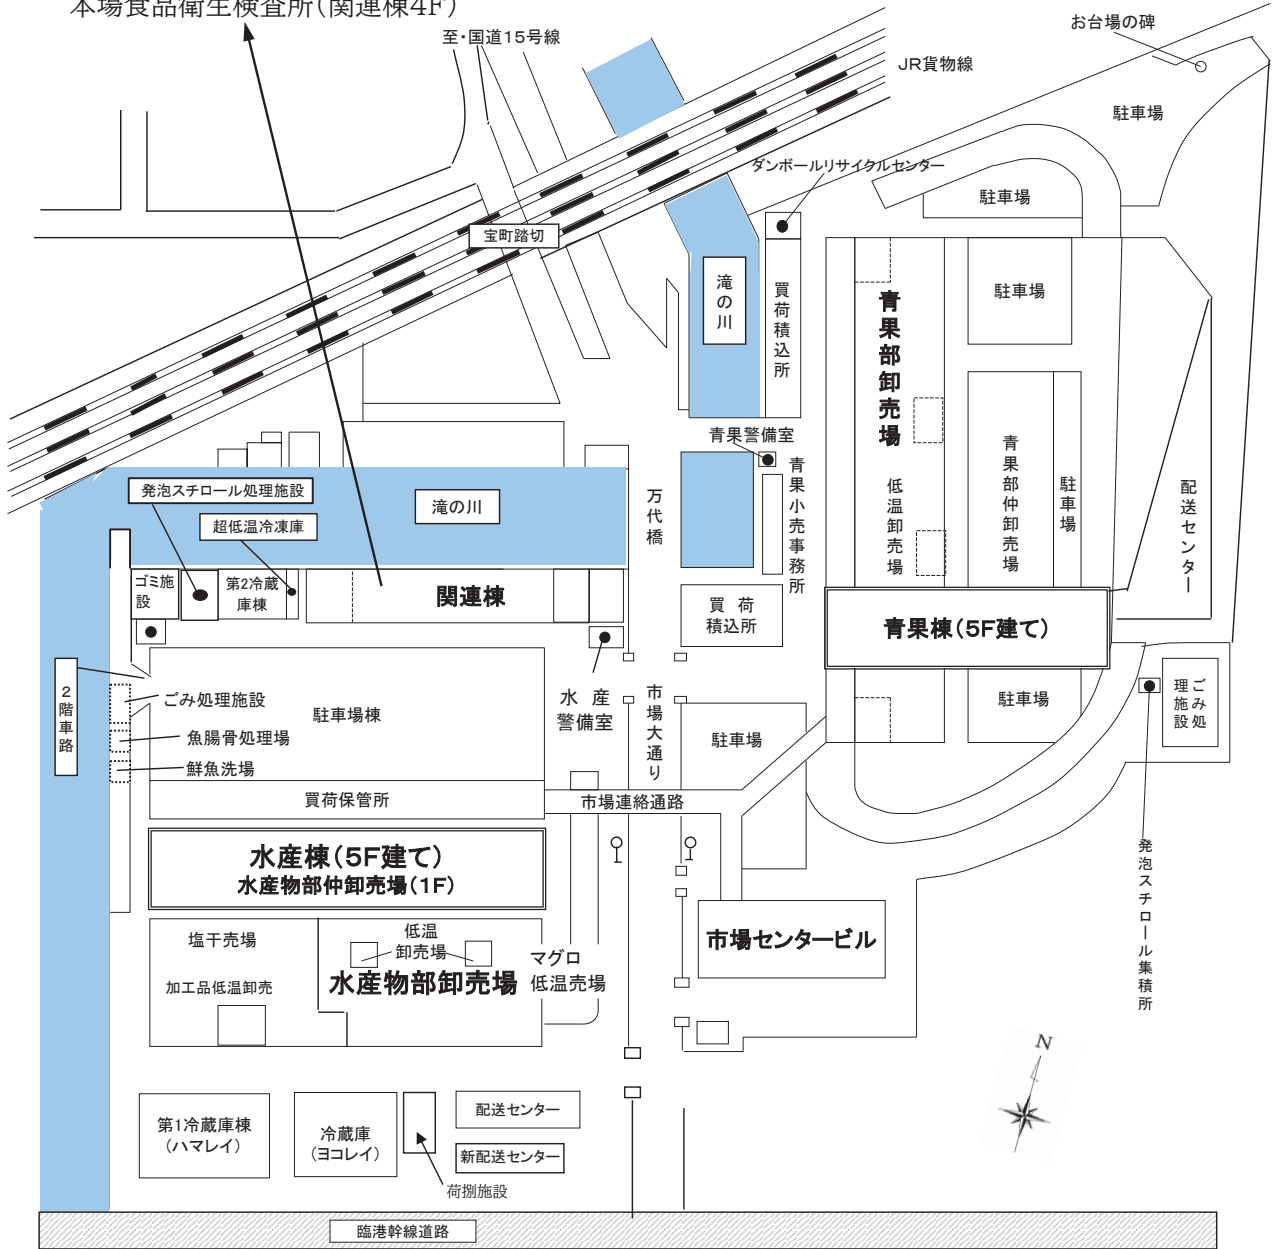 本場食品衛生検査所(関連棟4F)
至・国道15号線
お台場の碑
JR貨物線
駐車場
ダンボールリサイクルセンター
駐車場
宝町踏切
滝の川
買荷積込所
青果部卸売場
駐車場
青果警備室
発泡スチロール処理施設
滝の川
万代橋
青果小売事務所
低温卸売場
青果部仲卸売場
駐車場
配送センター
超低温冷凍庫
ゴミ施
設
第2冷蔵
庫棟
関連棟
買 荷
積込所
青果棟(5F建て)
2階車路
ごみ処理施設
駐車場棟
水 産
警備室
市場大通り
駐車場
駐車場
ごみ処
理施設
魚腸骨処理場
鮮魚洗場
買荷保管所
市場連絡通路
水産棟(5F建て)
水産物部仲卸売場(1F)
発泡スチロール集積所
塩干売場
低温
卸売場
マグロ
低温売場
市場センタービル
加工品低温卸売
水産物部卸売場
N
第1冷蔵庫棟
(ハマレイ)
冷蔵庫
(ヨコレイ)
配送センター
新配送センター
荷捌施設
臨港幹線道路